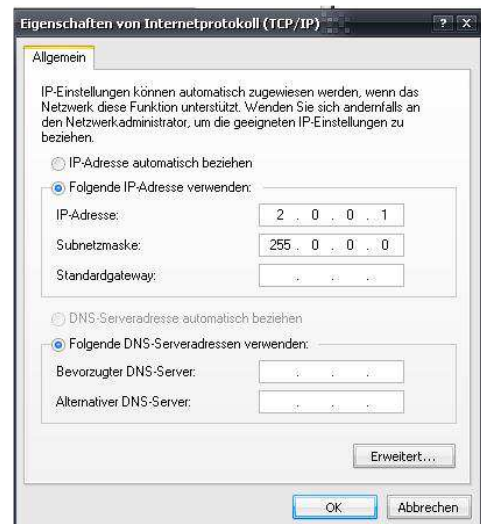 Eigenschaften von Internetprotokoll (TCP/IP)
Allgemein
IP-Einstellungen können automatisch zugewiesen werden, wenn das
Netzwerk diese Funktion unterstützt. Wenden Sie sich andernfalls an
den Netzwerkadministrator, um die geeigneten IP-Einstellungen zu
beziehen.
IP-Adresse automatisch beziehen
Folgende IP-Adresse verwenden:
IP-Adresse: 2 . 0 . 0 . 1
Subnetzmaske: 255 . 0 . 0 . 0
Standardgateway: . . .
DNS-Serveradresse automatisch beziehen
Folgende DNS-Serveradressen verwenden:
Bevorzugter DNS-Server: . . .
Alternativer DNS-Server: . . .
Erweitert...
OK Abbrechen